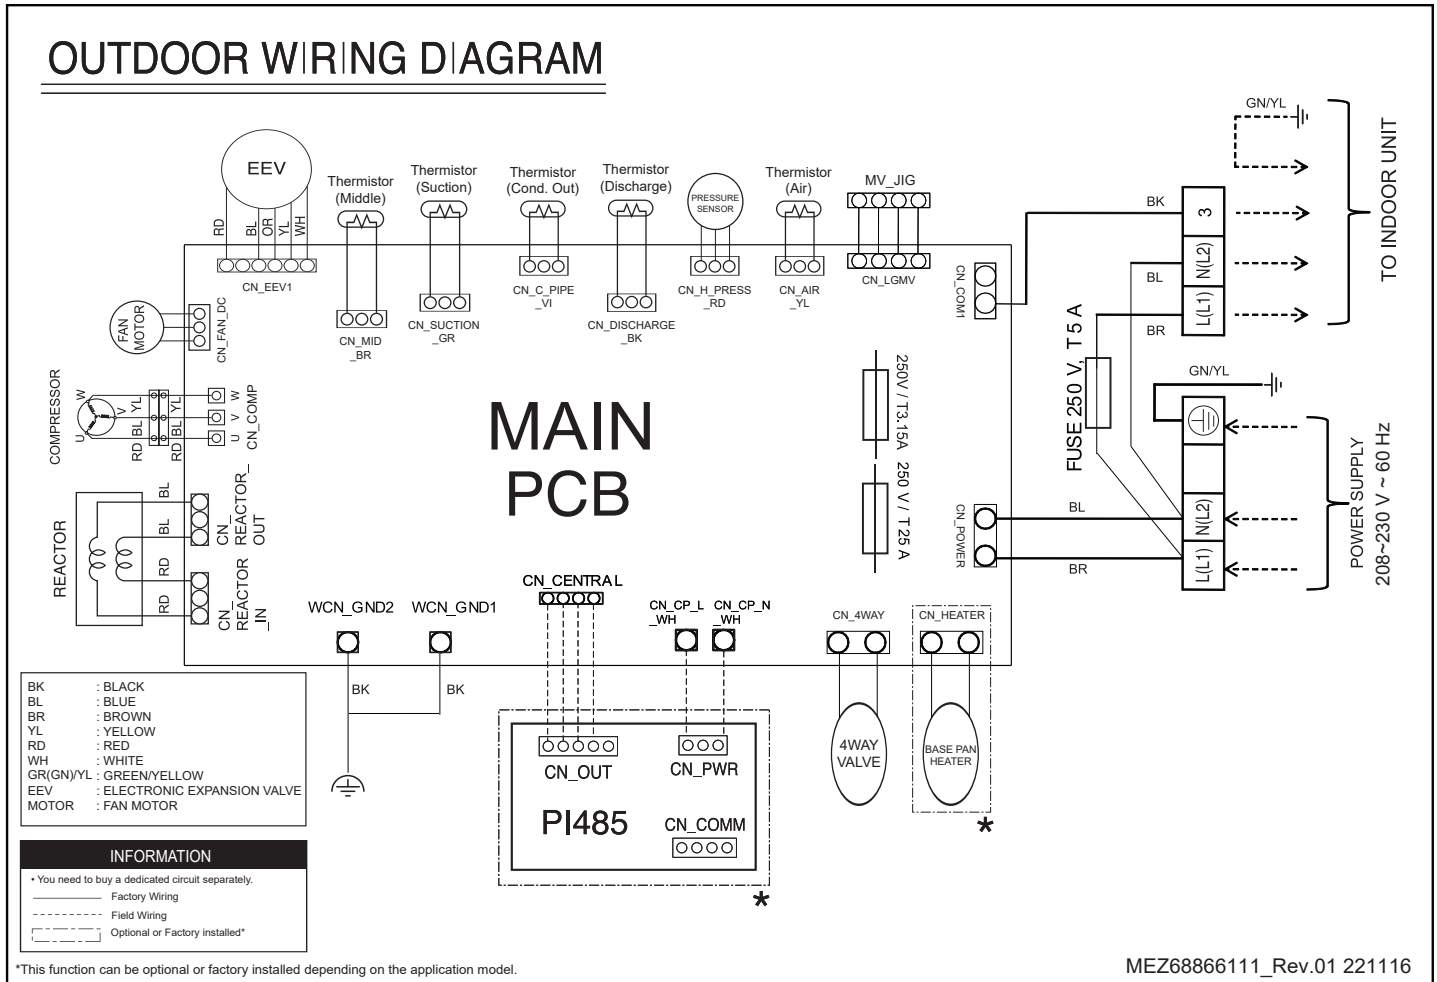 OUTDOOR WIRING DIAGRAM
EEV
RD
BL
OR
YL
WH
CN_EEV1
Thermistor
(Middle)
CN_MID
_BR
Thermistor
(Suction)
CN_SUCTION
_GR
Thermistor
(Cond. Out)
CN_C_PIPE
_VI
Thermistor
(Discharge)
CN_DISCHARGE
_BK
PRESSURE
SENSOR
CN_H_PRESS
_RD
Thermistor
(Air)
CN_AIR
_YL
MV_JIG
CN_LGMV
CN_COM1
BK
3
BL
N(L2)
BR
L(L1)
GN/YL
TO INDOOR UNIT
FAN
MOTOR
CN_FAN_DC
COMPRESSOR
W
V
U
YL
BL
RD
YL
BL
RD
W
V
U
CN_COMP
MAIN
PCB
250V / T3.15A
250 V / T 25 A
FUSE 250 V, T 5 A
GN/YL
N(L2)
L(L1)
POWER SUPPLY
208~230 V ~ 60 Hz
CN_POWER
BL
BR
REACTOR
BL
BL
RD
RD
CN_
REACTOR_
OUT
CN_
REACTOR
_IN
WCN_GND2
WCN_GND1
BK
BK
CN_CENTRAL
CN_CP_L
_WH
CN_CP_N
_WH
CN_4WAY
CN_HEATER
4WAY
VALVE
BASE PAN
HEATER
*
CN_OUT
CN_PWR
PI485
CN_COMM
*
BK : BLACK
BL : BLUE
BR : BROWN
YL : YELLOW
RD : RED
WH : WHITE
GR(GN)/YL : GREEN/YELLOW
EEV : ELECTRONIC EXPANSION VALVE
MOTOR : FAN MOTOR
INFORMATION
• You need to buy a dedicated circuit separately.
Factory Wiring
Field Wiring
Optional or Factory installed*
*This function can be optional or factory installed depending on the application model.
MEZ68866111_Rev.01 221116